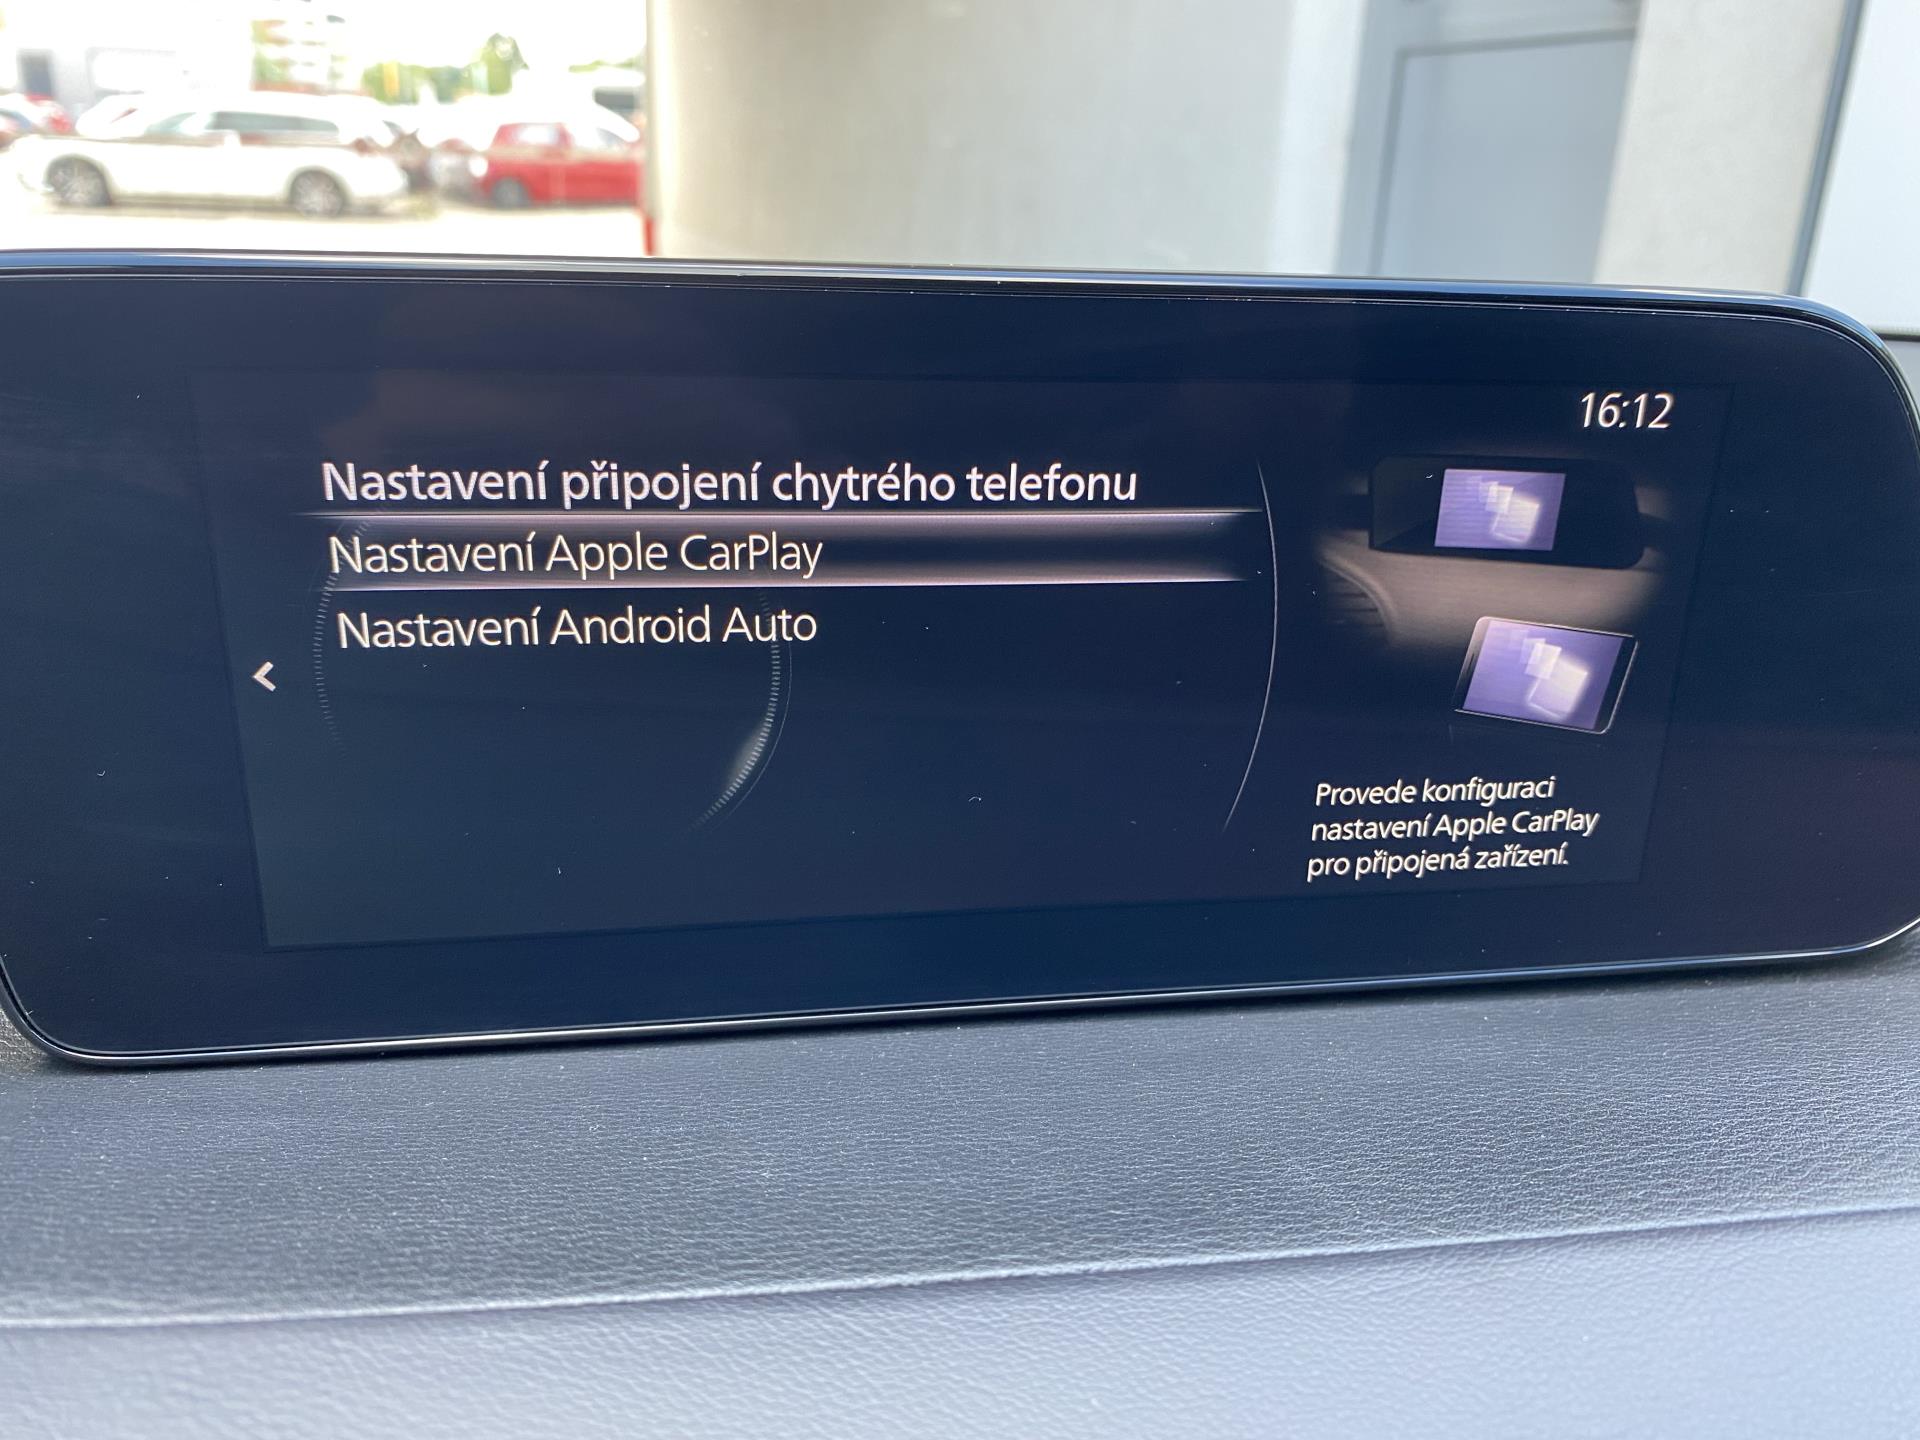 16:12
Nastavení připojení chytrého telefonu
Nastavení Apple CarPlay
Nastavení Android Auto
Provede konfiguraci
nastavení Apple CarPlay
pro připojená zařízení.